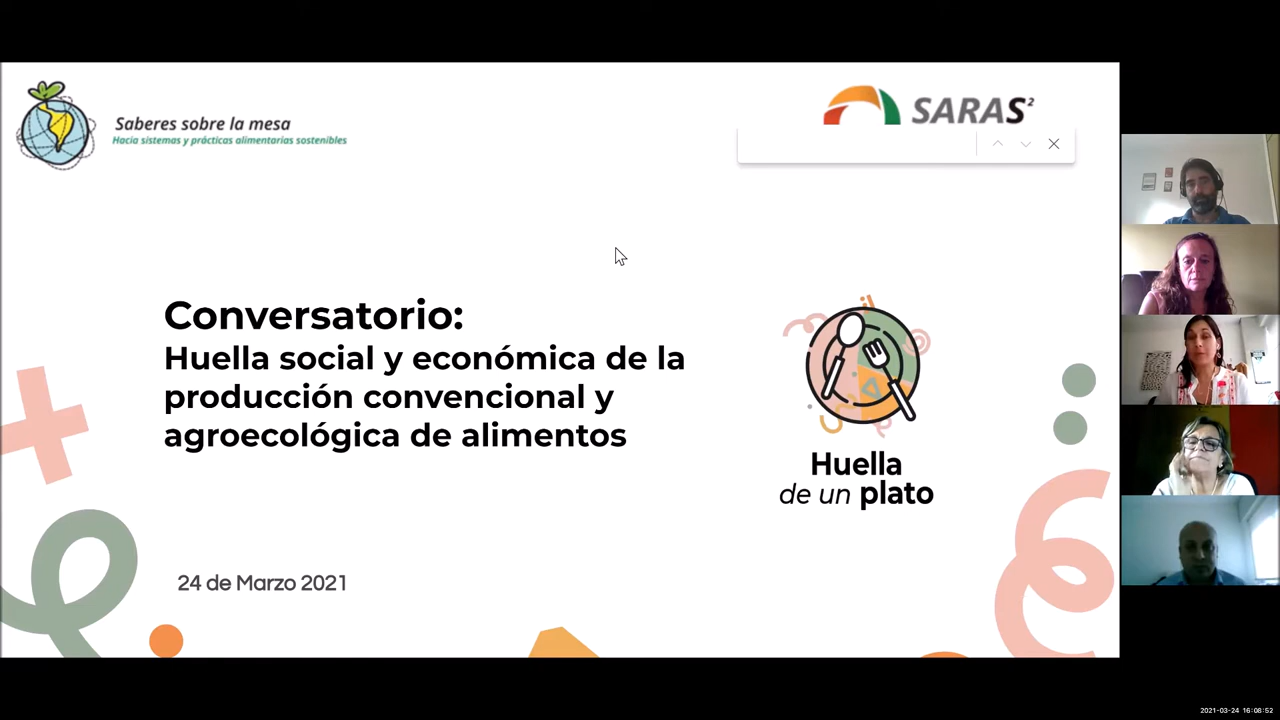 Saberes sobre la mesa
Hacia sistemas y prácticas alimentarias sostenibles
SARAS²
Conversatorio:
Huella social y económica de la
producción convencional y
agroecológica de alimentos
Huella
de un plato
24 de Marzo 2021
2021-03-24 16:08:52